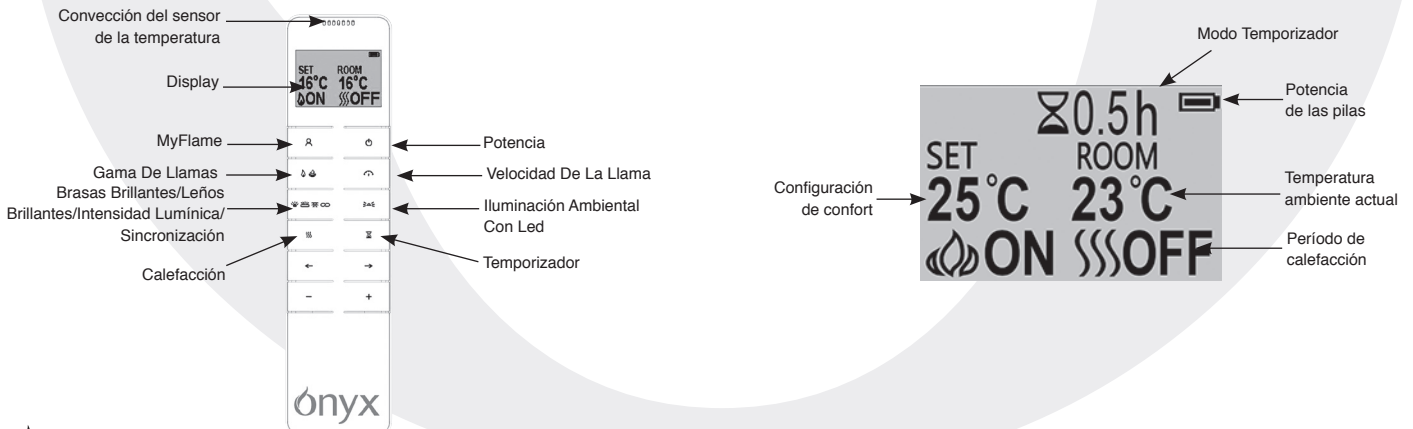 Convección del sensor
de la temperatura
Display
MyFlame
Gama De Llamas
Brasas Brillantes/Leños
Brillantes/Intensidad Lumínica/
Sincronización
Calefacción
SET ROOM
16°C 16°C
ON OFF
onyx
Potencia
Velocidad De La Llama
Iluminación Ambiental
Con Led
Temporizador
Modo Temporizador
Potencia
de las pilas
Configuración
de confort
0.5h
SET ROOM
25°C 23°C
ON OFF
Temperatura
ambiente actual
Período de
calefacción